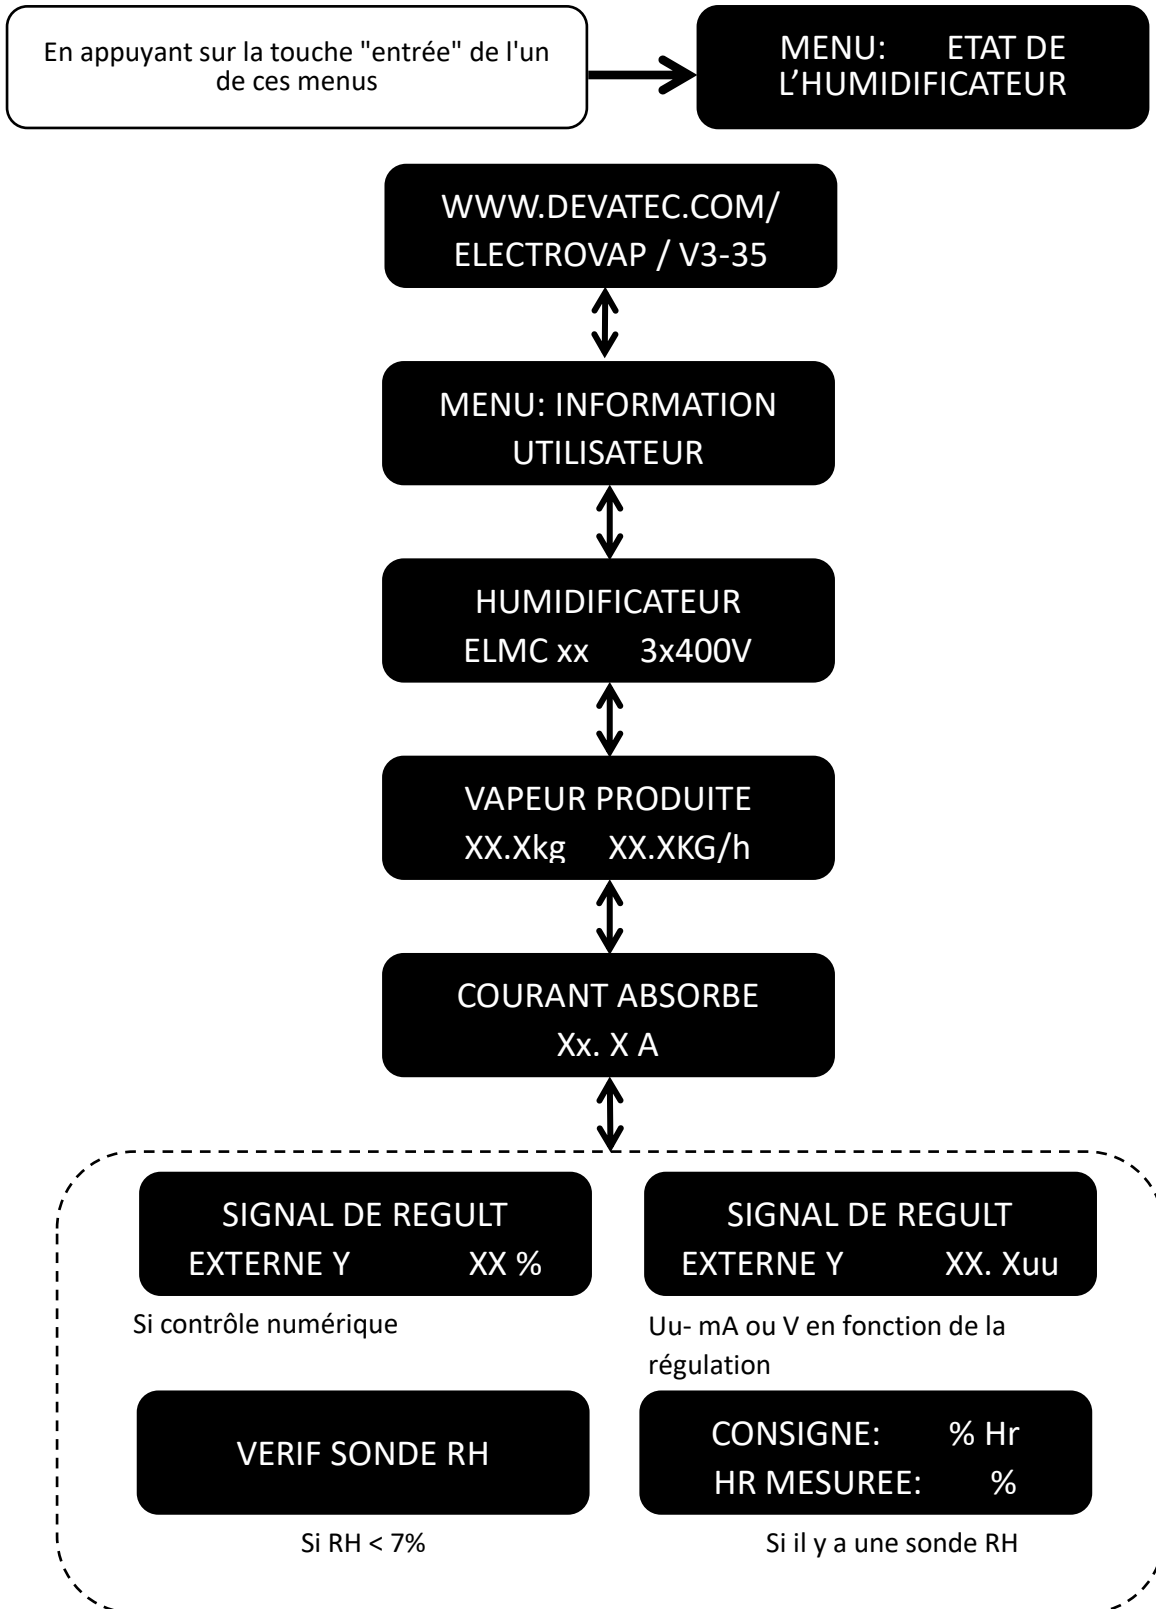 En appuyant sur la touche "entrée" de l'un
de ces menus
MENU: ETAT DE
L’HUMIDIFICATEUR
WWW.DEVATEC.COM/
ELECTROVAP / V3-35
MENU: INFORMATION
UTILISATEUR
HUMIDIFICATEUR
ELMC xx 3x400V
VAPEUR PRODUITE
XX.Xkg XX.XKG/h
COURANT ABSORBE
Xx. X A
SIGNAL DE REGULT
EXTERNE Y XX %
Si contrôle numérique
SIGNAL DE REGULT
EXTERNE Y XX. Xuu
Uu- mA ou V en fonction de la
régulation
VERIF SONDE RH
Si RH < 7%
CONSIGNE: % Hr
HR MESUREE: %
Si il y a une sonde RH